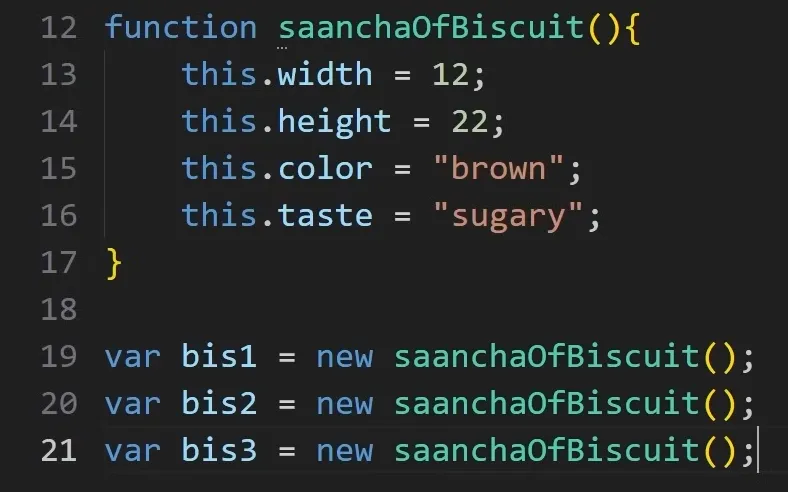 12 function saanchaOfBiscuit(){
13     this.width = 12;
14     this.height = 22;
15     this.color = "brown";
16     this.taste = "sugary";
17 }
18
19 var bis1 = new saanchaOfBiscuit();
20 var bis2 = new saanchaOfBiscuit();
21 var bis3 = new saanchaOfBiscuit();